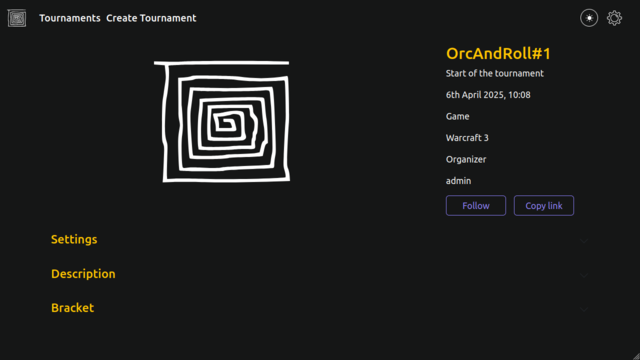 Tournaments Create Tournament
OrcAndRoll#1
Start of the tournament
6th April 2025, 10:08
Game
Warcraft 3
Organizer
admin
Follow Copy link
Settings
Description
Bracket